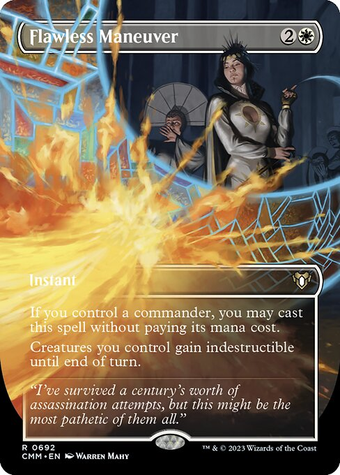 Flawless Maneuver 2
Instant
If you control a commander, you may cast
this spell without paying its mana cost.
Creatures you control gain indestructible
until end of turn.
"I've survived a century's worth of
assassination attempts, but this might be the
most pathetic of them all."
R 0692
CMM • EN Warren Mahy
™ & © 2023 Wizards of the Coast